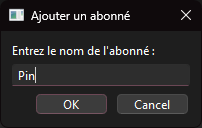 Ajouter un abonné
Entrez le nom de l'abonné :
Pin
OK
Cancel